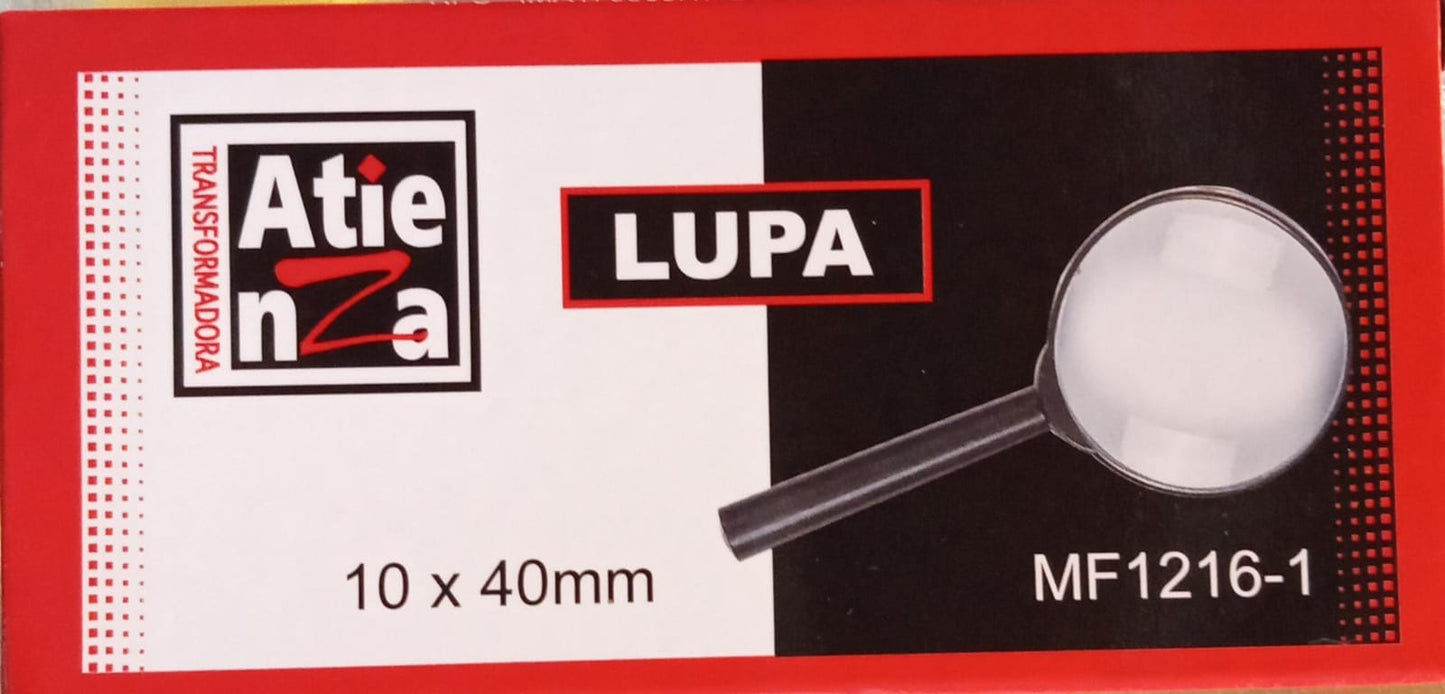 TRANSFORMADORA
Atie
nZa
LUPA
10 x 40mm
MF1216-1